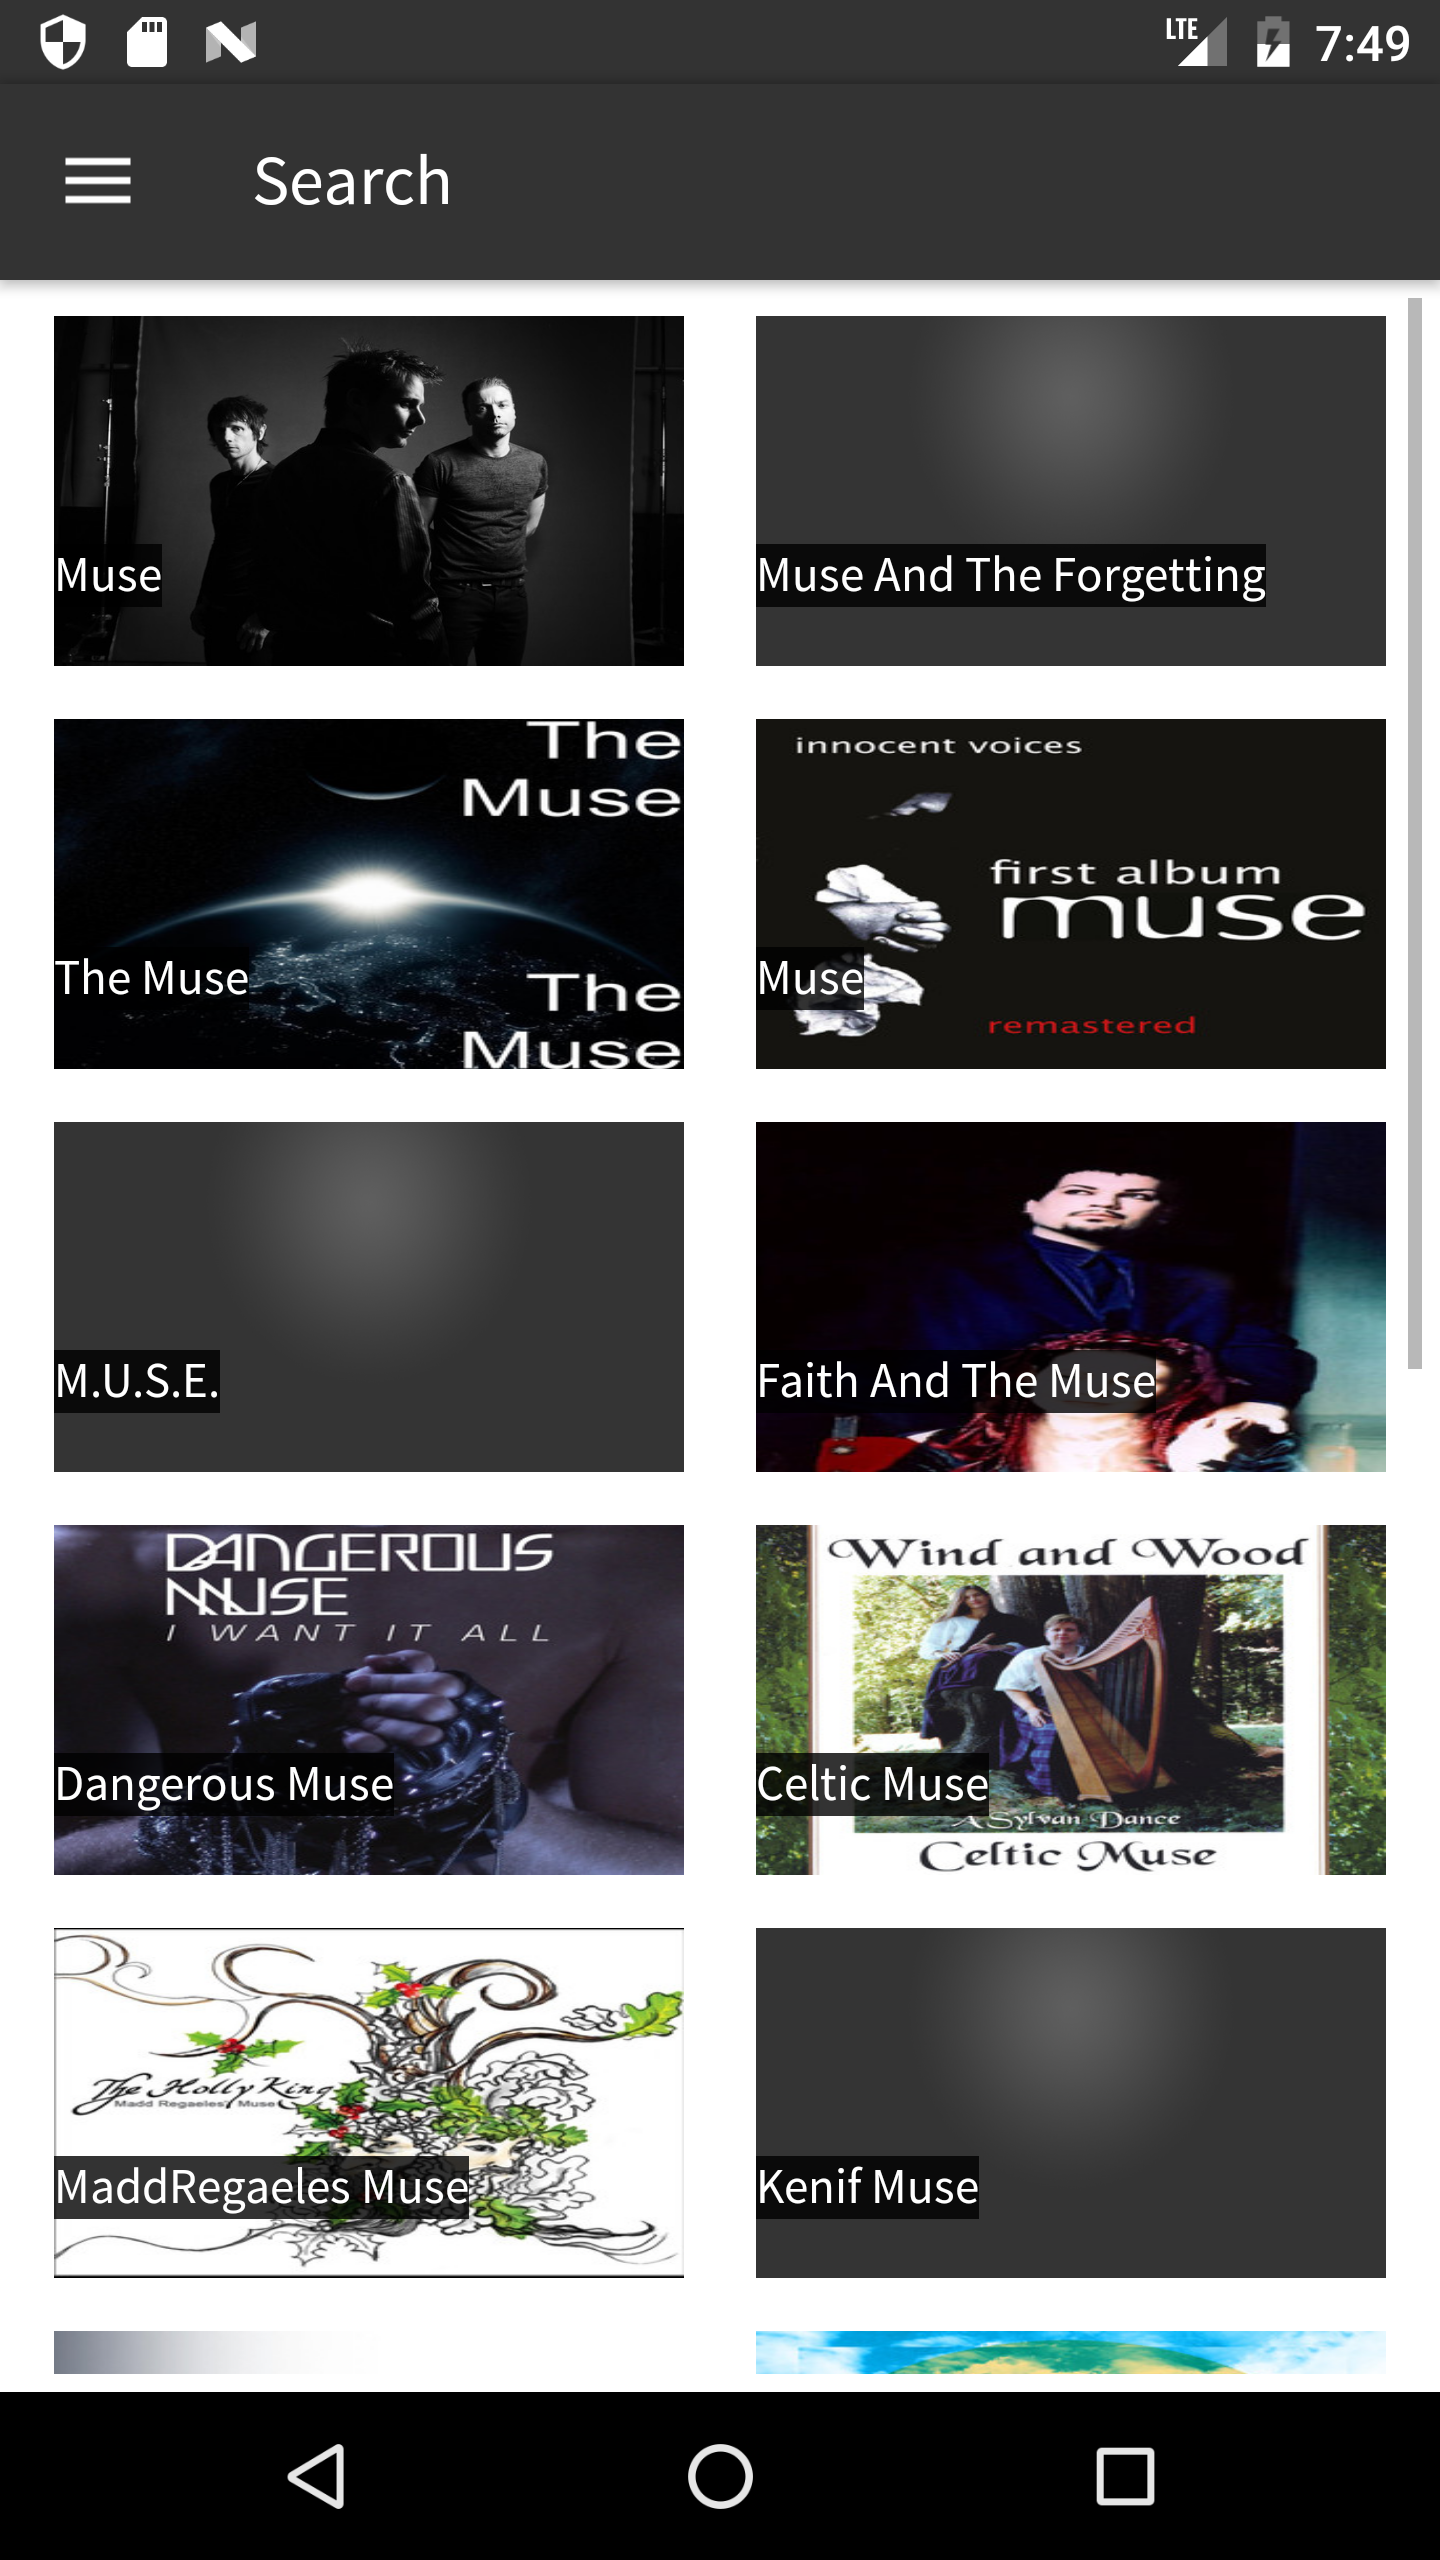 LTE 7:49
Search
Muse
Muse And The Forgetting
The
Muse
The Muse
The
Muse
innocent voices
first album
muse
Muse
remastered
M.U.S.E.
Faith And The Muse
DANGEROUS
MUSE
I WANT IT ALL
Dangerous Muse
Wind and Wood
Celtic Muse
A Sylvan Dance
Celtic Muse
The Holly King
Madd Regaeles' Muse
MaddRegaeles Muse
Kenif Muse